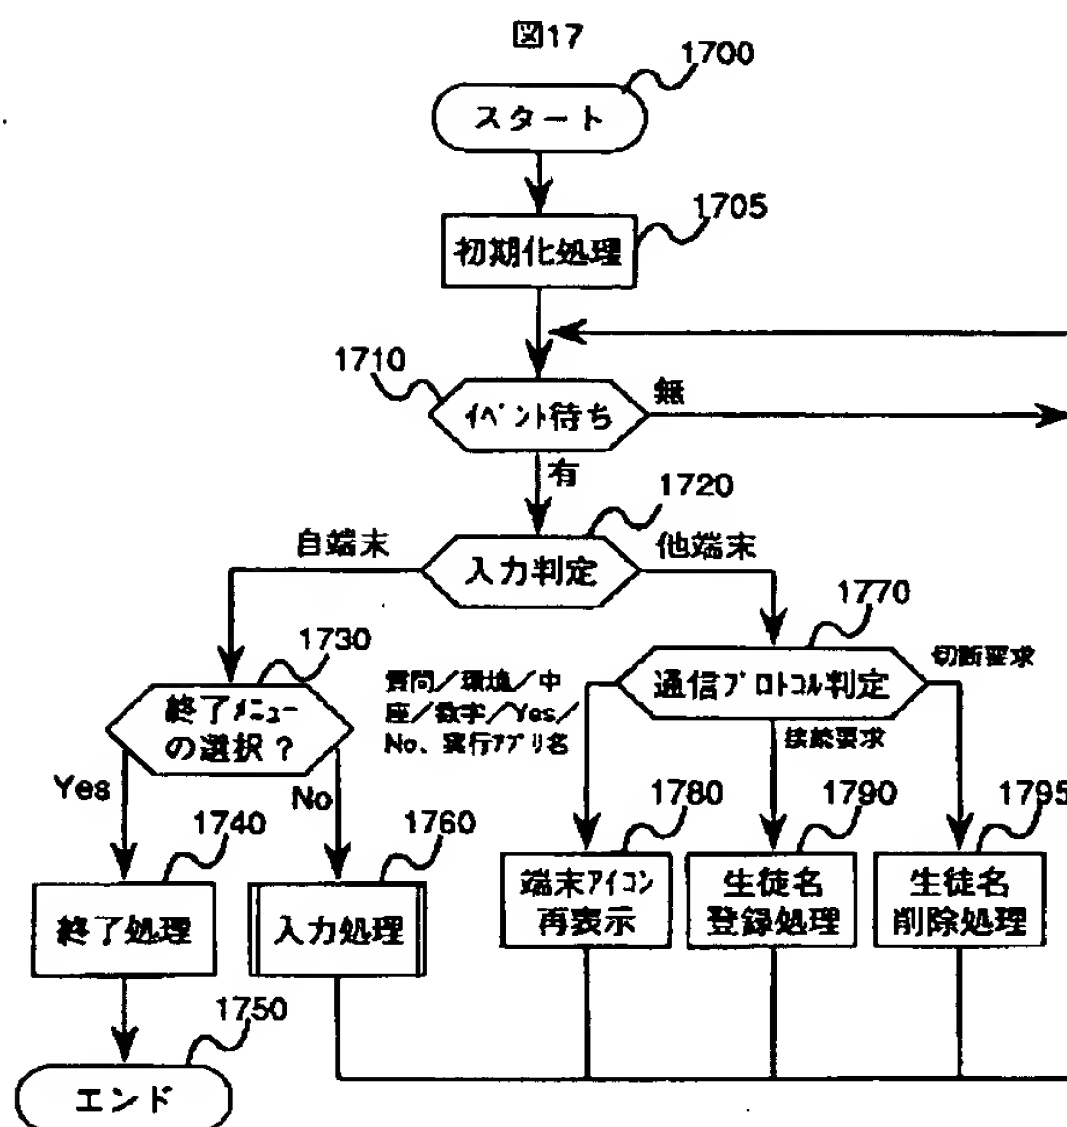 図17
1700
スタート
1705
初期化処理
1710
イベント待ち
無
有
1720
自端末
他端末
入力判定
1770
1730
切断要求
終了メニュー
の選択?
質問/環境/中
座/数字/Yes/
No、実行アプリ名
通信プロトコル判定
接続要求
Yes
No
1740
1760
1780
1790
1795
終了処理
入力処理
端末アイコン
再表示
生徒名
登録処理
生徒名
削除処理
1750
エンド